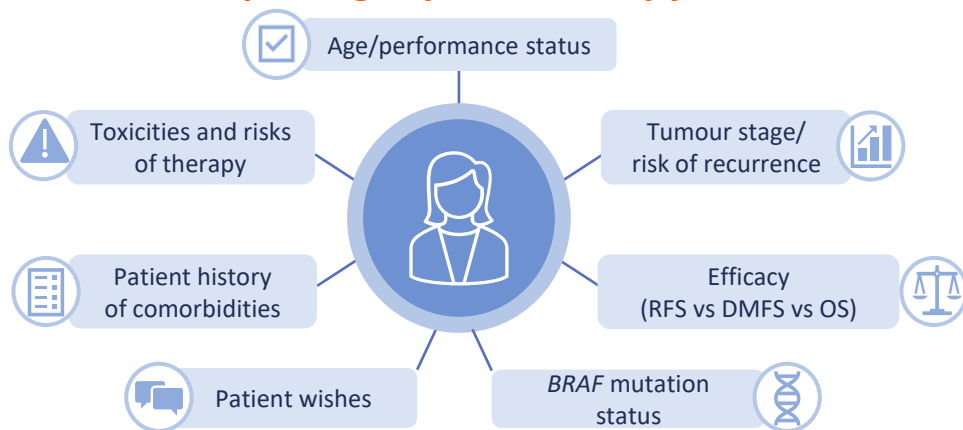 Age/performance status
Toxicities and risks
of therapy
Tumour stage/
risk of recurrence
Patient history
of comorbidities
Efficacy
(RFS vs DMFS vs OS)
Patient wishes
BRAF mutation
status